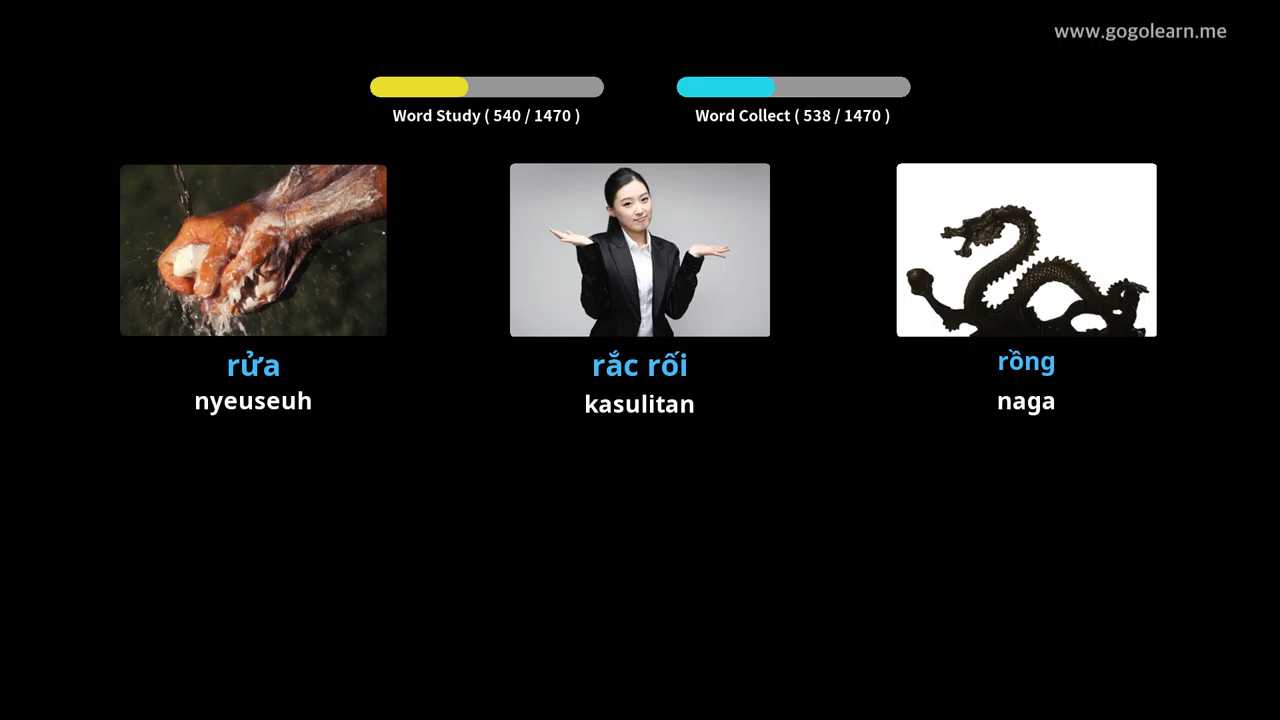 www.gogolearn.me
Word Study ( 540 / 1470 )
Word Collect ( 538 / 1470 )
rửa
nyeuseuh
rắc rối
kasulitan
rồng
naga